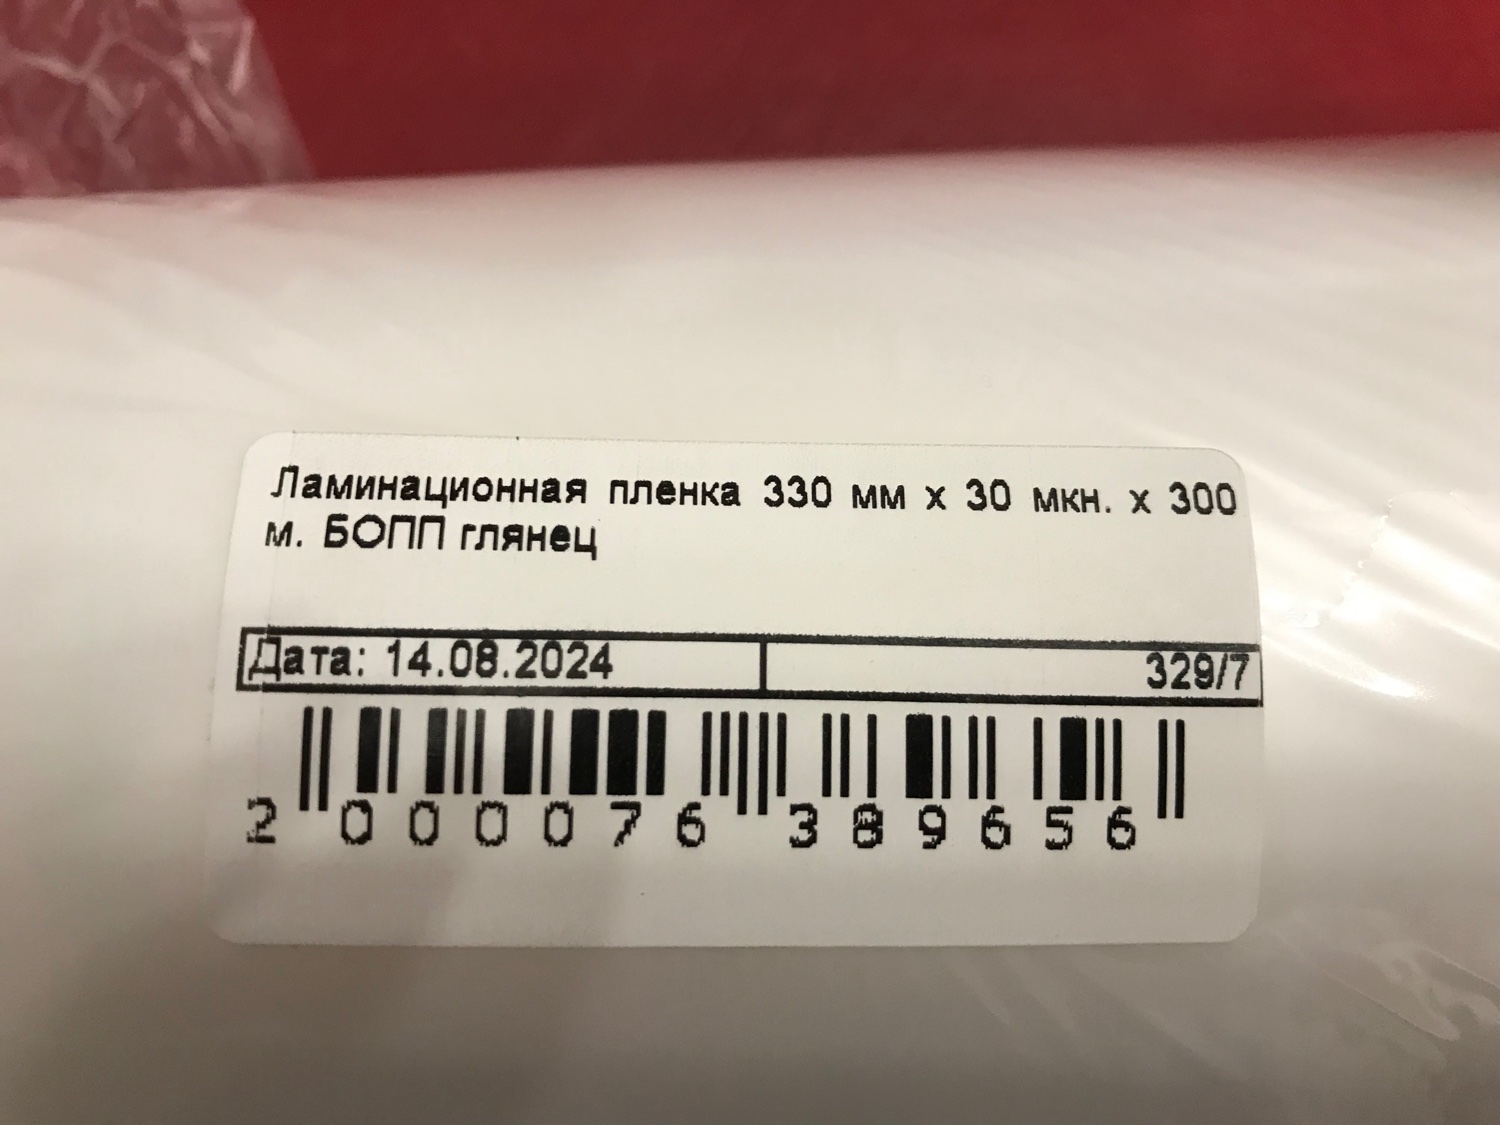 Ламинационная пленка 330 мм х 30 мкн. х 300
м. БОПП глянец
Дата: 14.08.2024 329/7
2 000076 389656